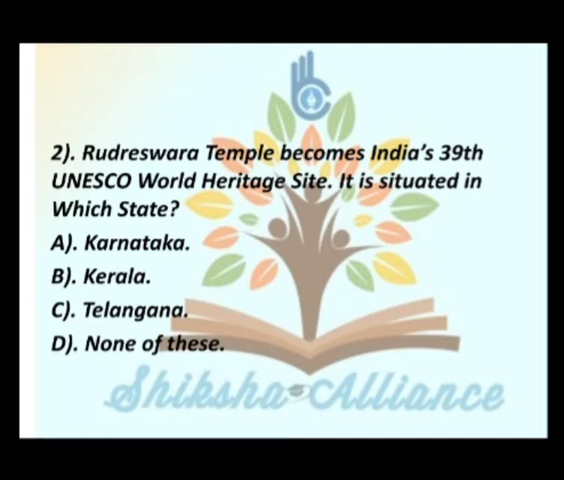 2). Rudreswara Temple becomes India's 39th
UNESCO World Heritage Site. It is situated in
Which State?
A). Karnataka.
B). Kerala.
C). Telangana.
D). None of these.
Shiksha Alliance